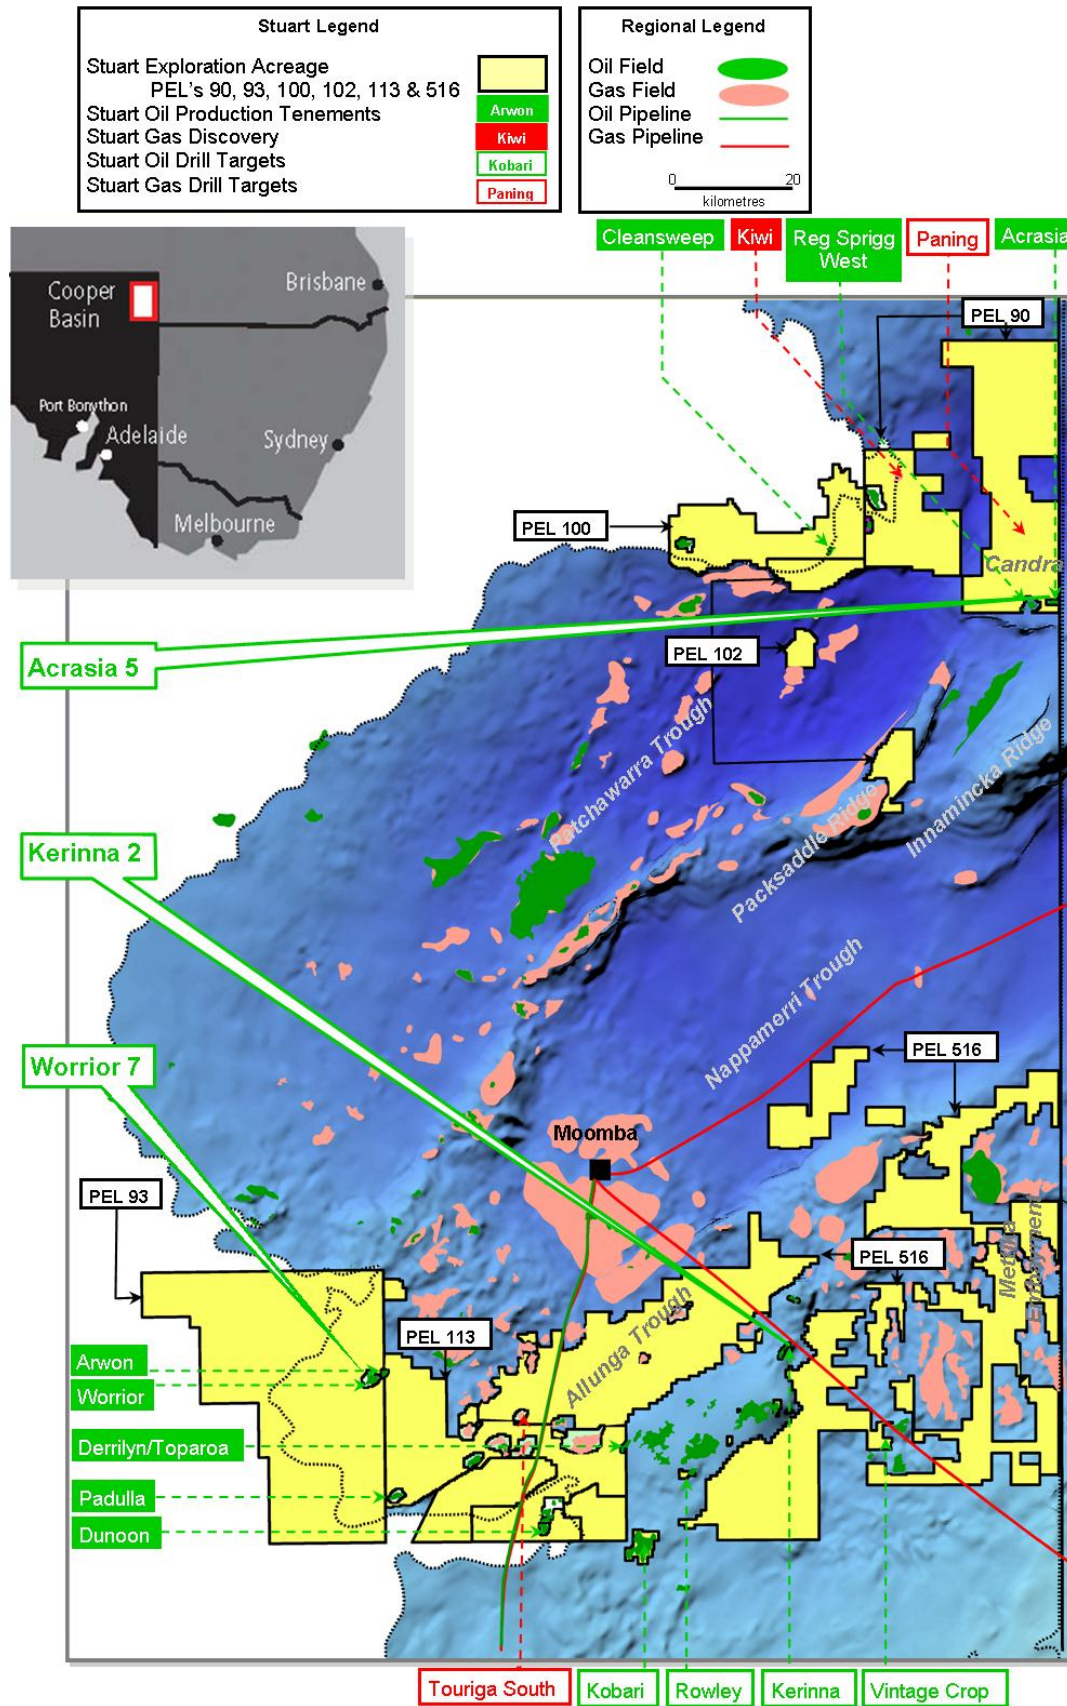 Stuart Legend
Stuart Exploration Acreage
PEL's 90, 93, 100, 102, 113 & 516
Stuart Oil Production Tenements
Arwon
Stuart Gas Discovery
Kiwi
Stuart Oil Drill Targets
Kobari
Stuart Gas Drill Targets
Paning
Regional Legend
Oil Field
Gas Field
Oil Pipeline
Gas Pipeline
0 20
kilometres
Cleansweep
Kiwi
Reg Sprigg
West
Paning
Acrasia
Cooper
Basin
Brisbane
Port Bonython
Adelaide
Sydney
Melbourne
PEL 90
PEL 100
Candra
Acrasia 5
PEL 102
Patchawarra Trough
Packsaddle Ridge
Innamincka Ridge
Kerinna 2
Nappamerri Trough
Worrior 7
PEL 516
Moomba
PEL 93
PEL 516
Embayment
PEL 113
Allunga Trough
Arwon
Worrior
Derrilyn/Toparoa
Padulla
Dunoon
Touriga South
Kobari
Rowley
Kerinna
Vintage Crop